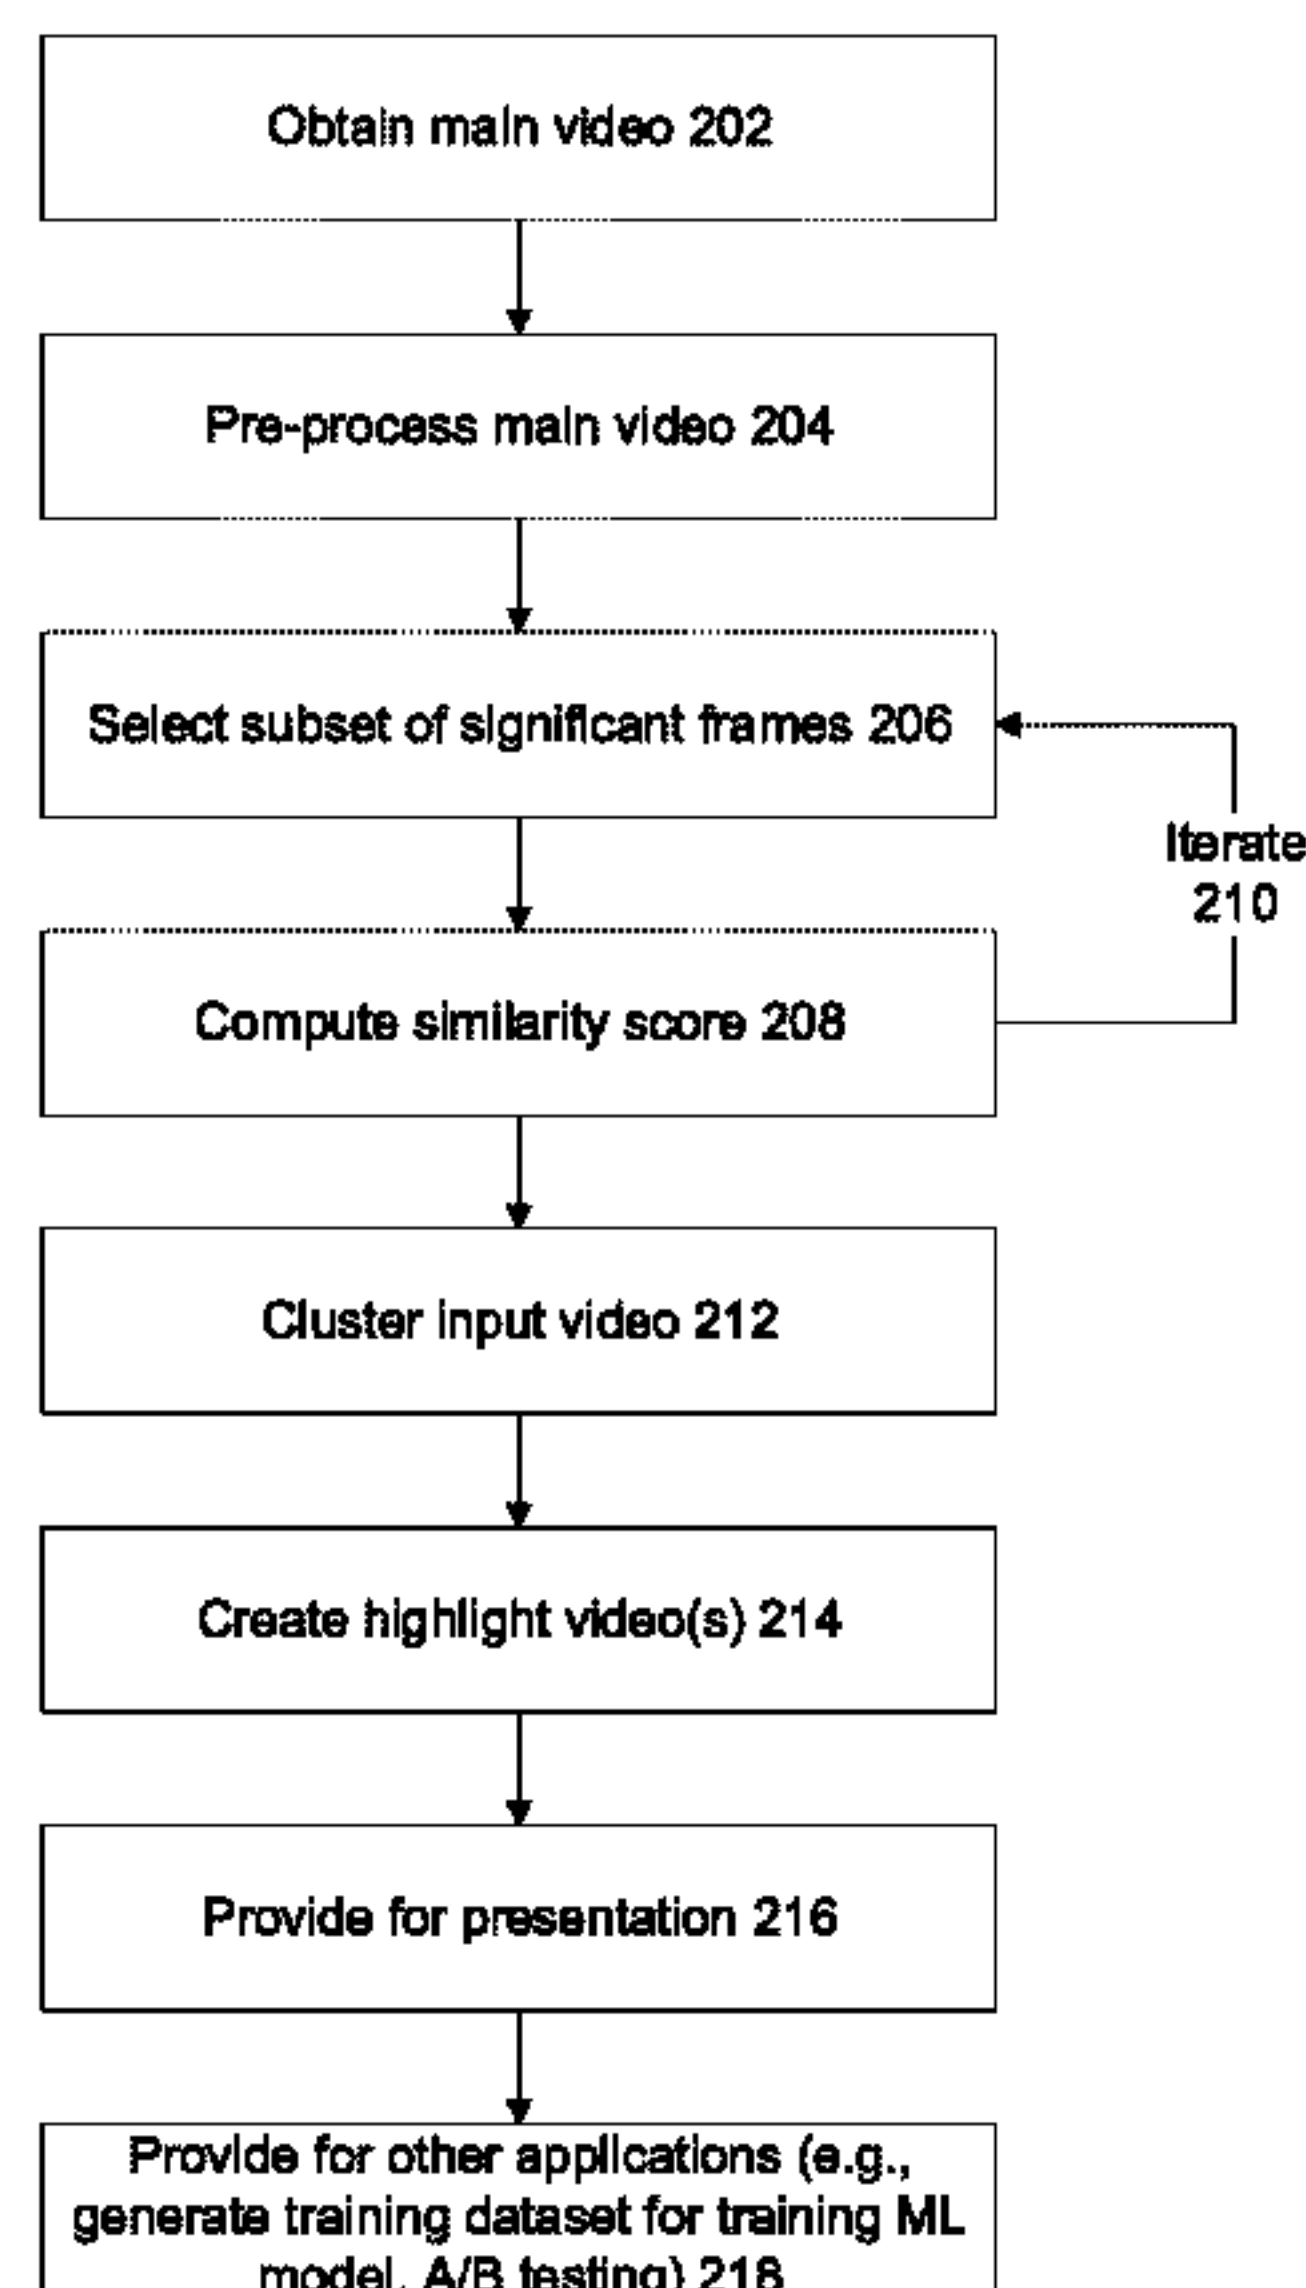 Obtain main video 202
Pre-process main video 204
Select subset of significant frames 206
Iterate
210
Compute similarity score 208
Cluster input video 212
Create highlight video(s) 214
Provide for presentation 216
Provide for other applications (e.g.,
generate training dataset for training ML
model, A/B testing) 218